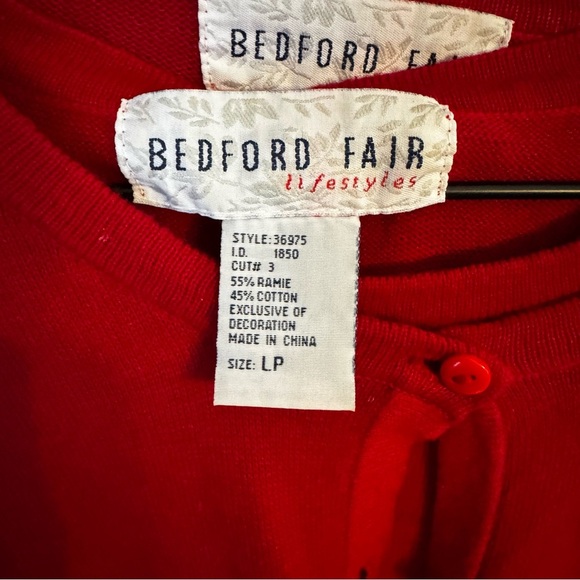 BEDFORD FA
BEDFORD FAIR
lifestyles
STYLE:36975
I.D. 1850
CUT# 3
55% RAMIE
45% COTTON
EXCLUSIVE OF
DECORATION
MADE IN CHINA
SIZE: LP